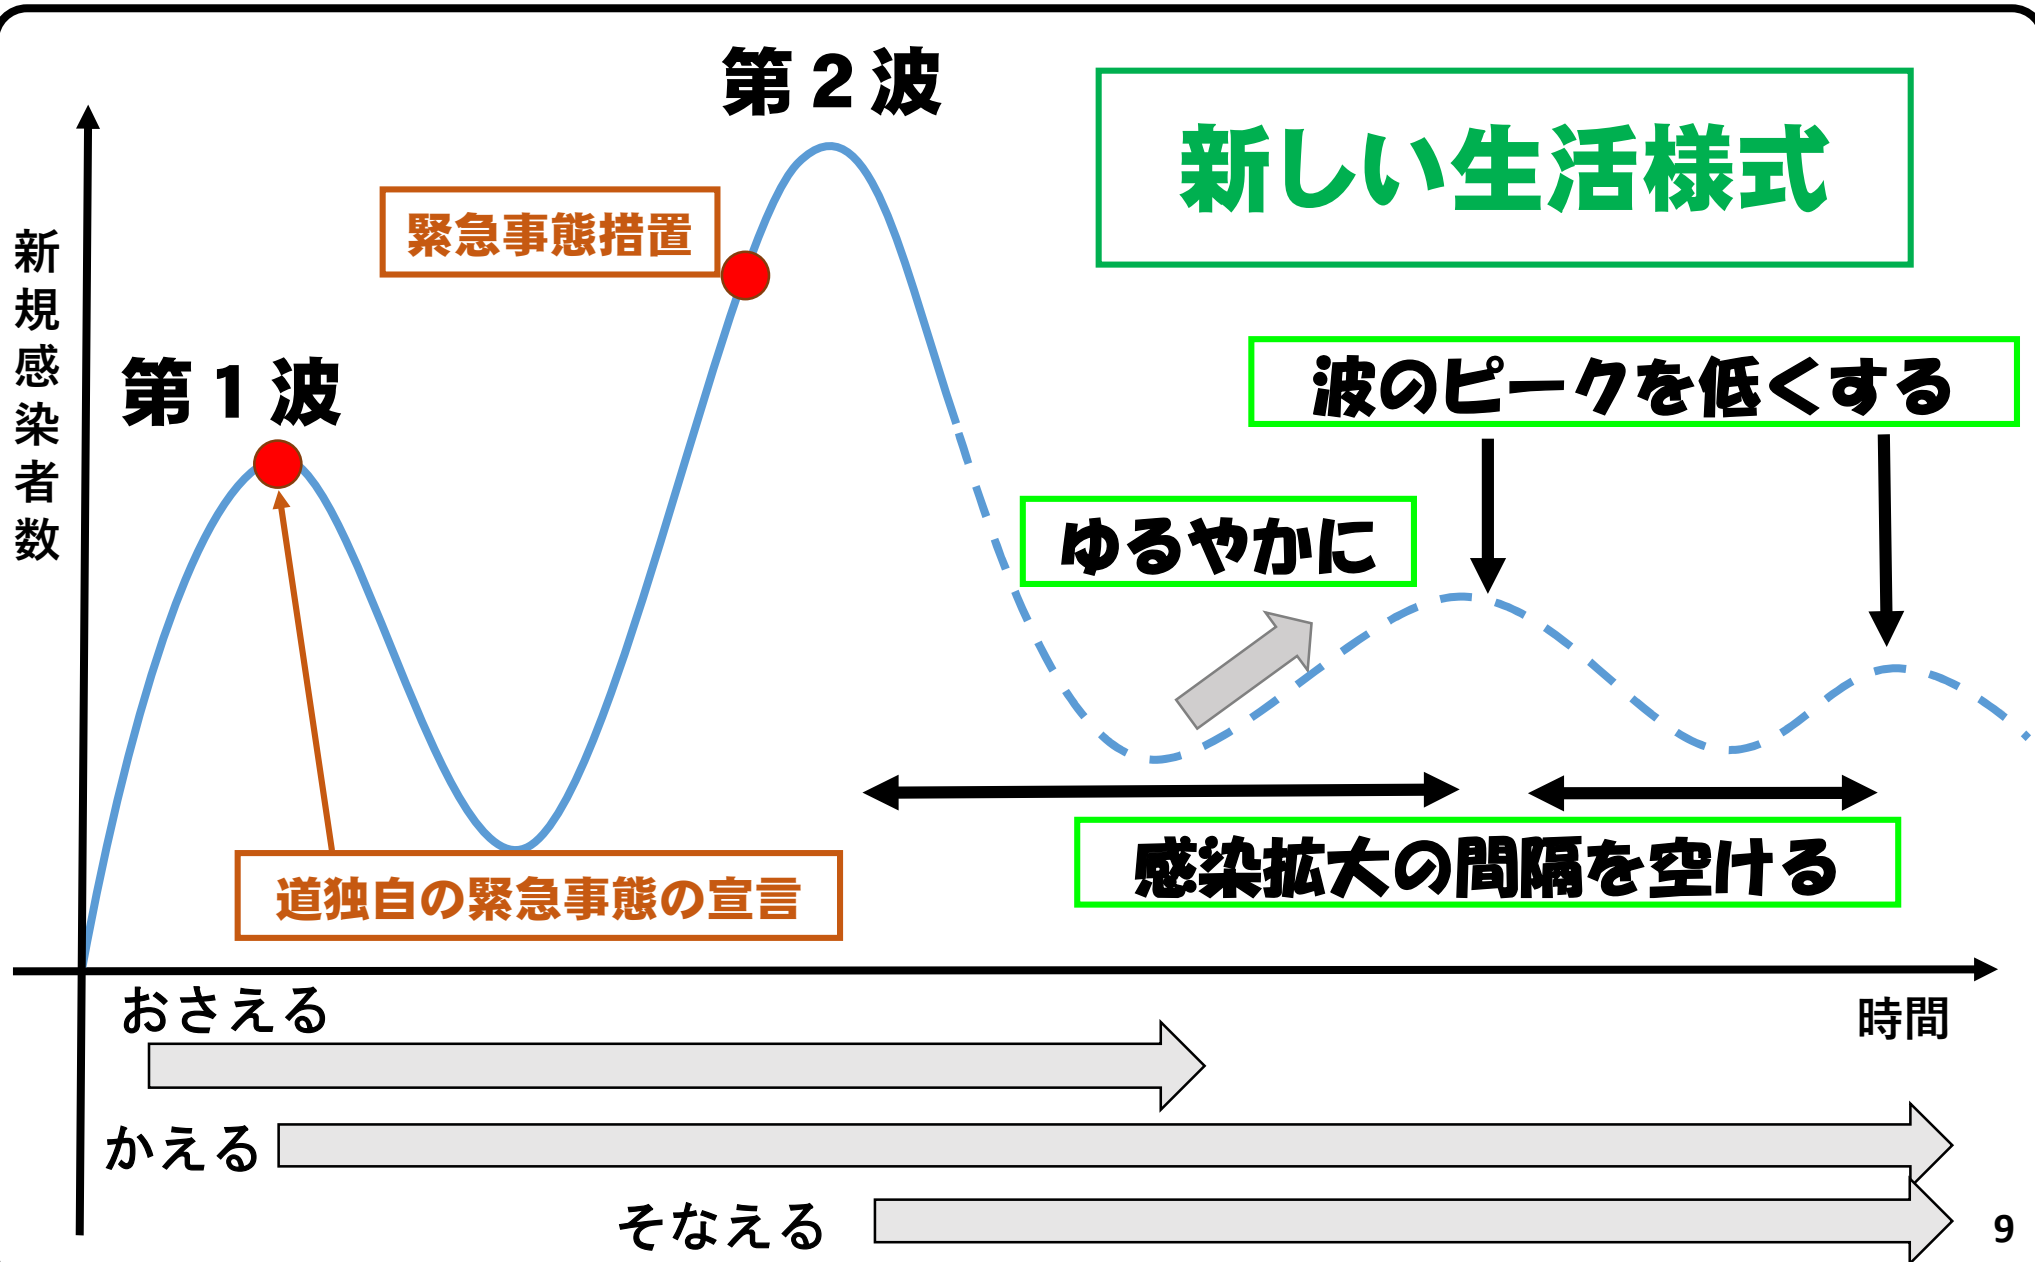 第２波
新しい生活様式
緊急事態措置
新規感染者数
第１波
波のピークを低くする
ゆるやかに
感染拡大の間隔を空ける
道独自の緊急事態の宣言
おさえる
時間
かえる
そなえる
9